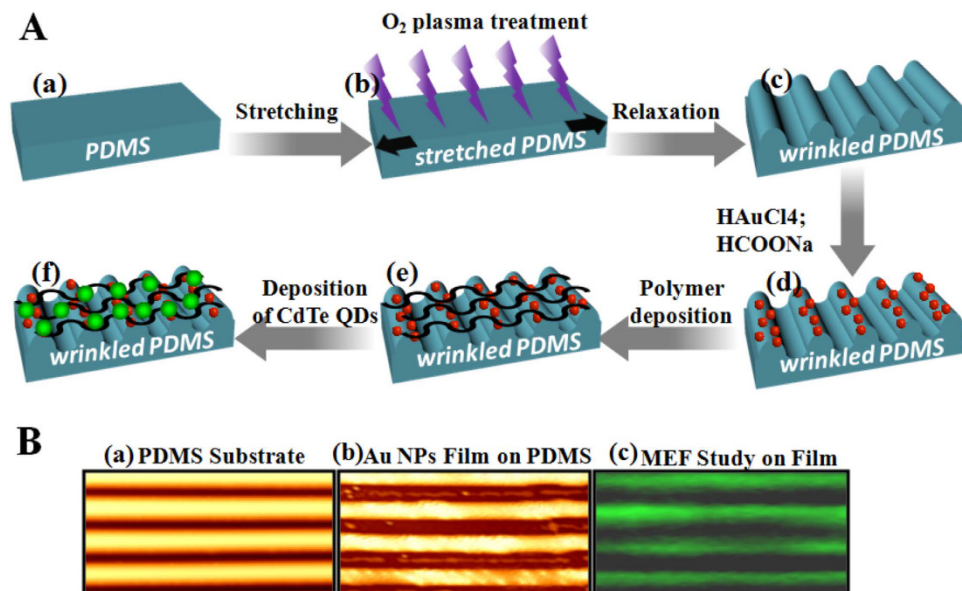 A
O₂ plasma treatment
(a)
(b)
(c)
Stretching
Relaxation
PDMS
stretched PDMS
wrinkled PDMS
HAuCl4;
HCOONa
(f)
(e)
(d)
Deposition
of CdTe QDs
Polymer
deposition
wrinkled PDMS
wrinkled PDMS
wrinkled PDMS
B
(a) PDMS Substrate
(b) Au NPs Film on PDMS
(c) MEF Study on Film